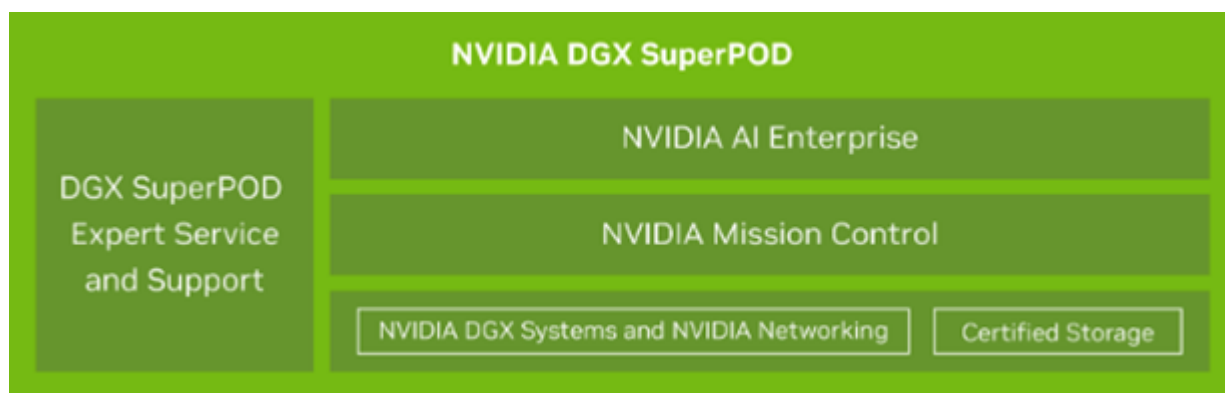 NVIDIA DGX SuperPOD
DGX SuperPOD
Expert Service
and Support
NVIDIA AI Enterprise
NVIDIA Mission Control
NVIDIA DGX Systems and NVIDIA Networking
Certified Storage